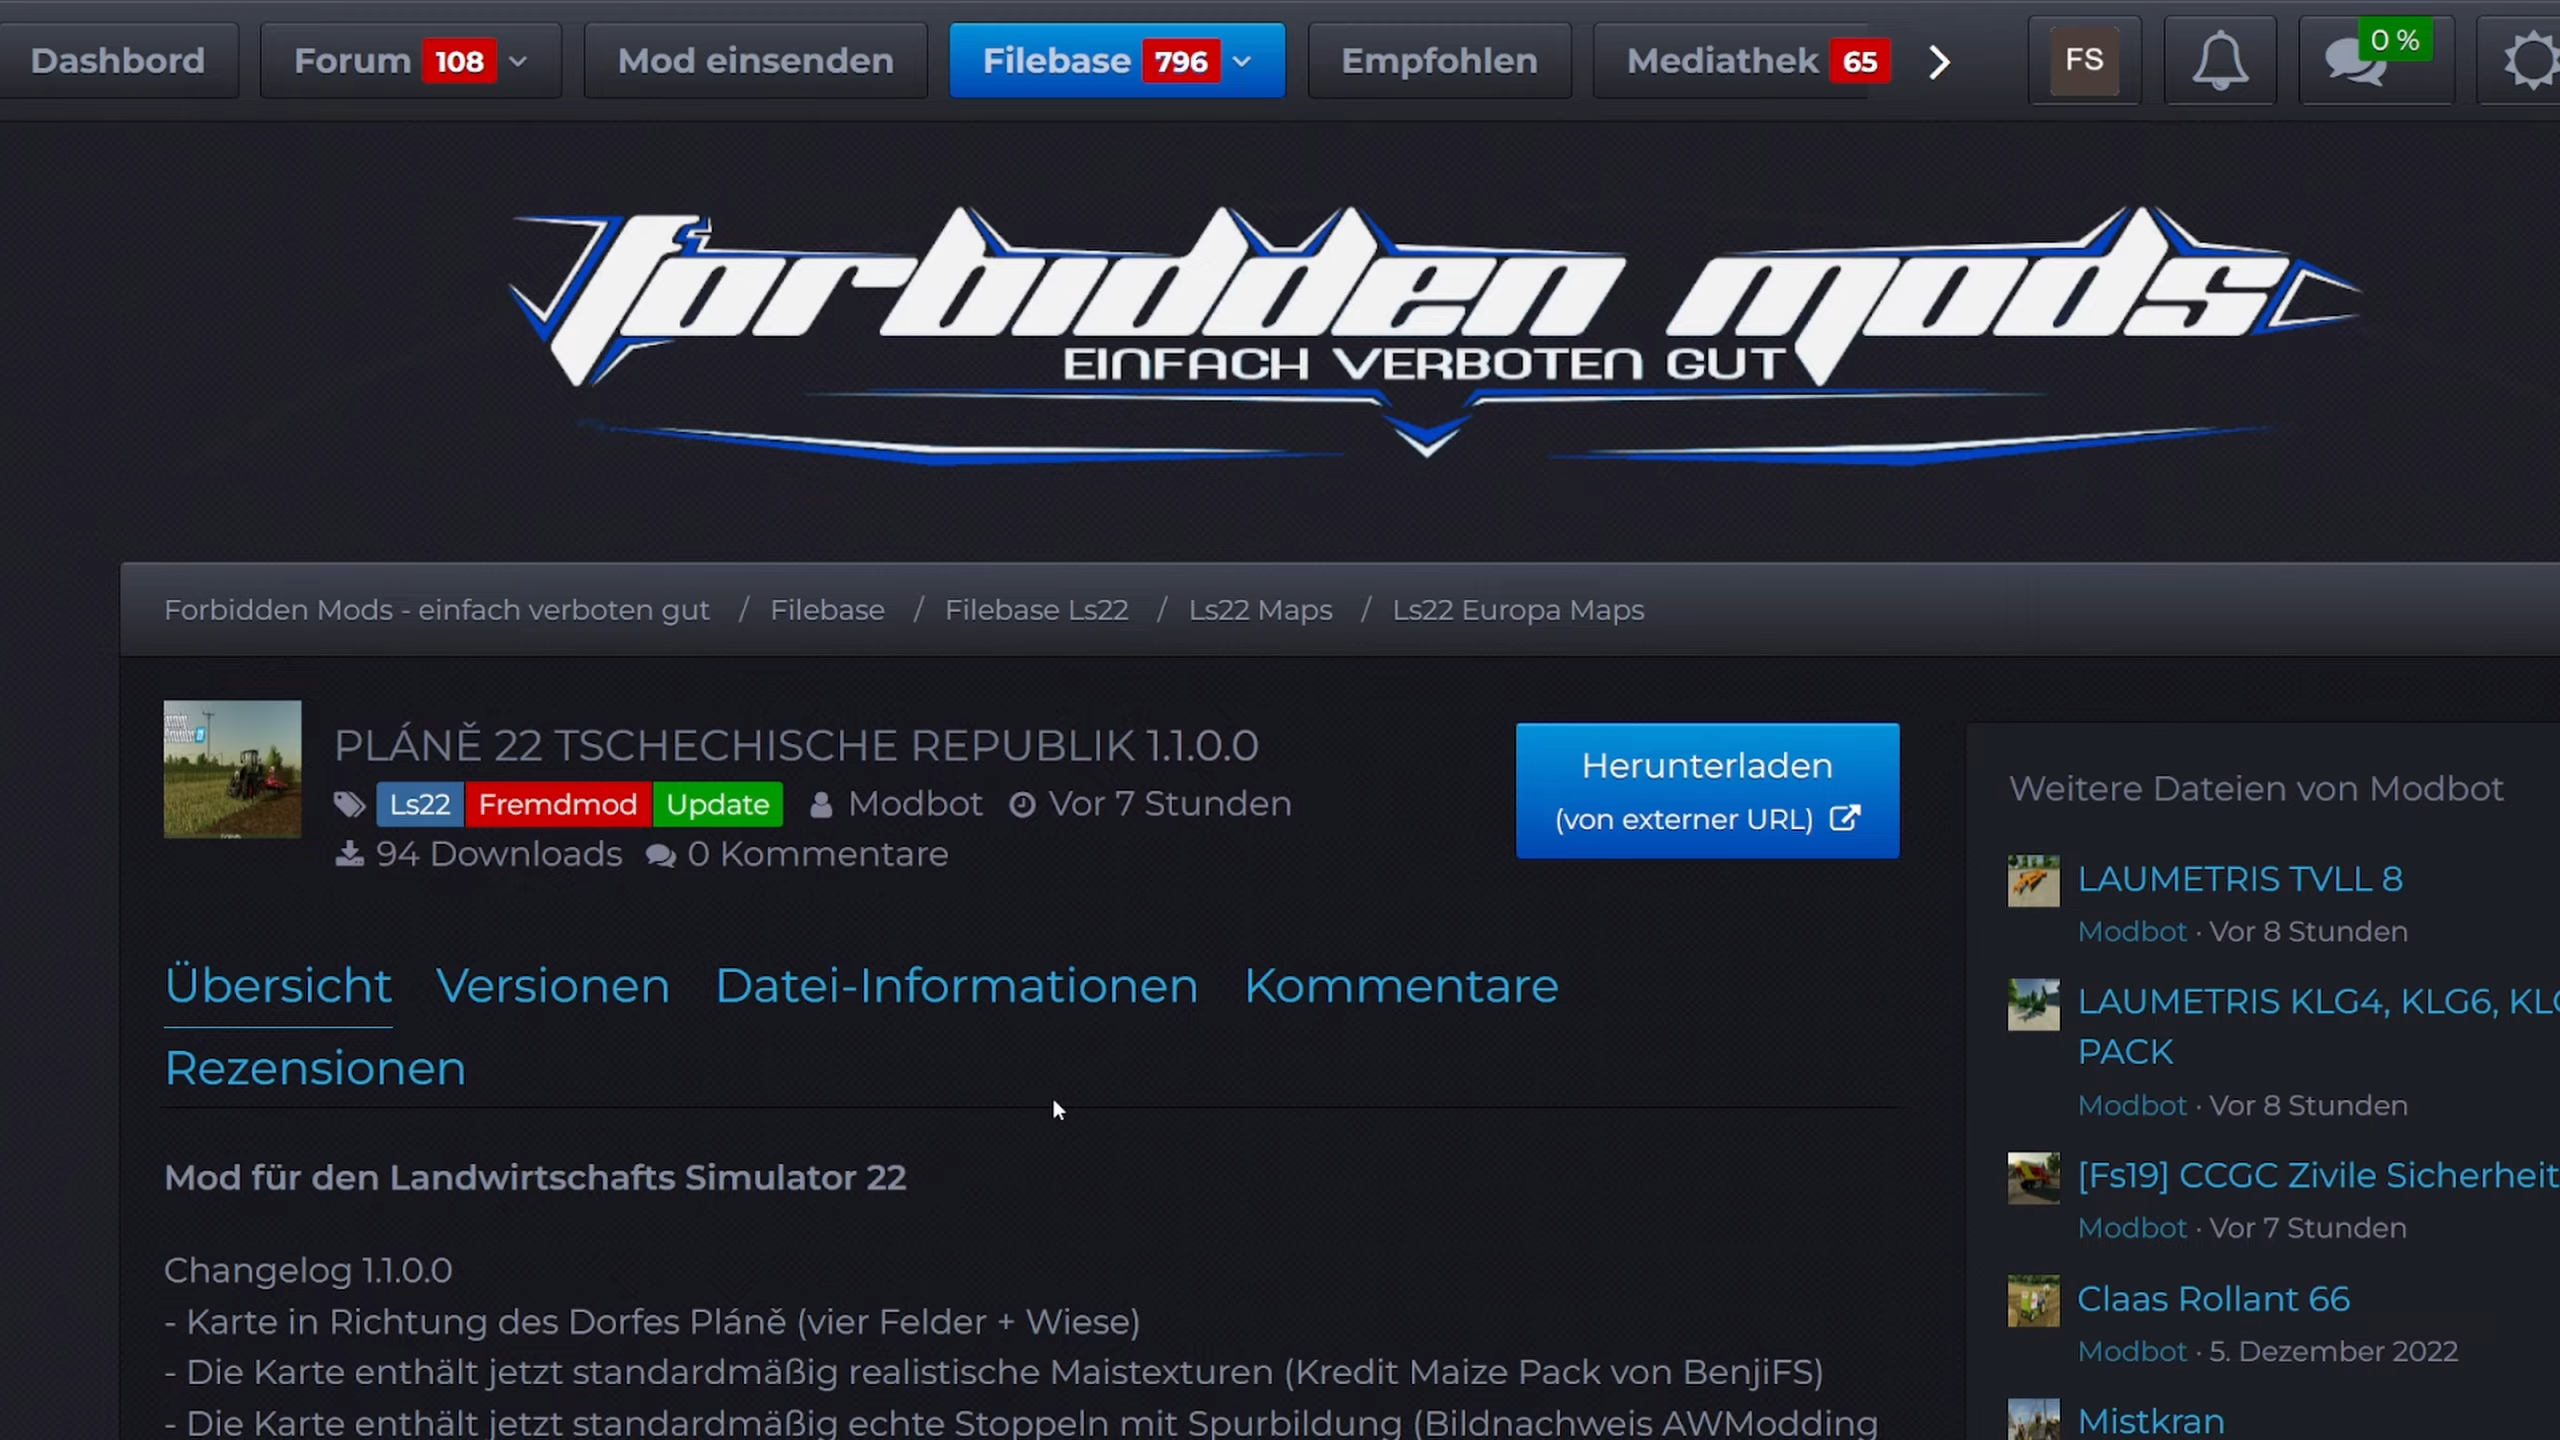 Dashbord
Forum 108
Mod einsenden
Filebase 796
Empfohlen
Mediathek 65
FS
0 %
forbidden mods
EINFACH VERBOTEN GUT
Forbidden Mods - einfach verboten gut / Filebase / Filebase Ls22 / Ls22 Maps / Ls22 Europa Maps
PLÁNĚ 22 TSCHECHISCHE REPUBLIK 1.1.0.0
Ls22 Fremdmod Update Modbot Vor 7 Stunden
94 Downloads 0 Kommentare
Herunterladen
(von externer URL)
Übersicht Versionen Datei-Informationen Kommentare
Rezensionen
Mod für den Landwirtschafts Simulator 22
Changelog 1.1.0.0
- Karte in Richtung des Dorfes Pláně (vier Felder + Wiese)
- Die Karte enthält jetzt standardmäßig realistische Maistexturen (Kredit Maize Pack von BenjiFS)
- Die Karte enthält jetzt standardmäßig echte Stoppeln mit Spurbildung (Bildnachweis AWModding
Weitere Dateien von Modbot
LAUMETRIS TVLL 8
Modbot · Vor 8 Stunden
LAUMETRIS KLG4, KLG6,
PACK
Modbot · Vor 8 Stunden
[Fs19] CCGC Zivile Sicherheit
Modbot · Vor 7 Stunden
Claas Rollant 66
Modbot · 5. Dezember 2022
Mistkran